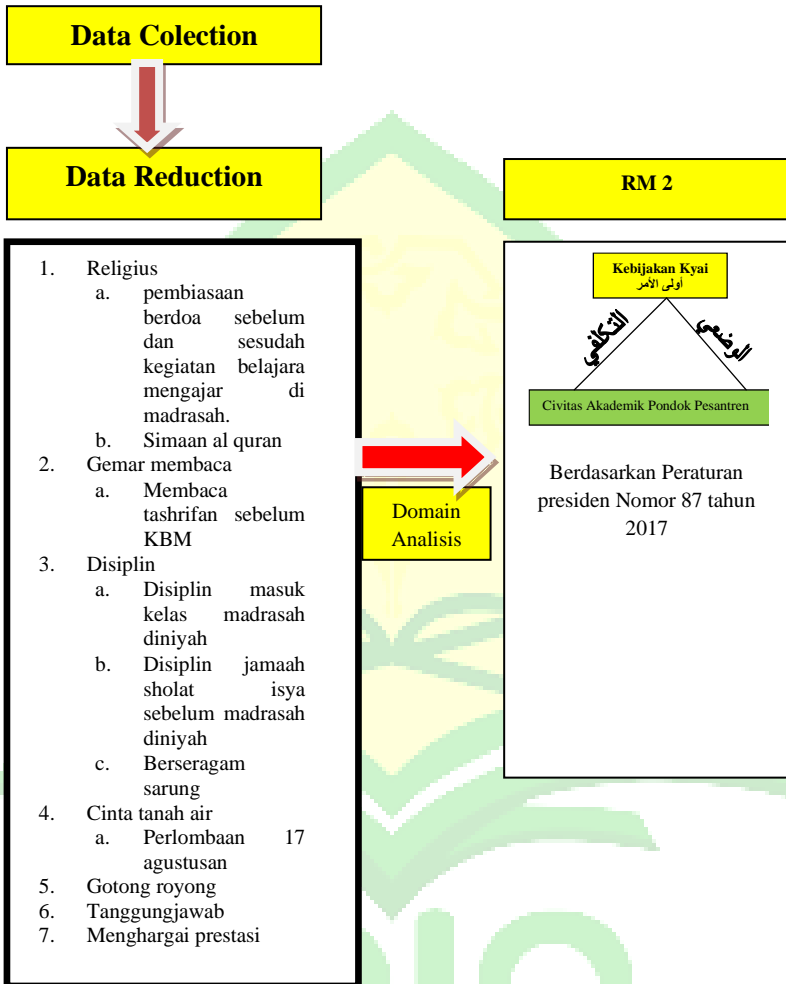 Data Colection
Data Reduction
1. Religius
a. pembiasaan
berdoa sebelum
dan sesudah
kegiatan belajara
mengajar di
madrasah.
b. Simaan al quran
2. Gemar membaca
a. Membaca
tashrifan sebelum
KBM
3. Disiplin
a. Disiplin masuk
kelas madrasah
diniyah
b. Disiplin jamaah
sholat isya
sebelum madrasah
diniyah
c. Berseragam
sarung
4. Cinta tanah air
a. Perlombaan 17
agustusan
5. Gotong royong
6. Tanggungjawab
7. Menghargai prestasi
Domain
Analisis
RM 2
Kebijakan Kyai
أولى الأمر
التكلفي
الوضعي
Civitas Akademik Pondok Pesantren
Berdasarkan Peraturan
presiden Nomor 87 tahun
2017